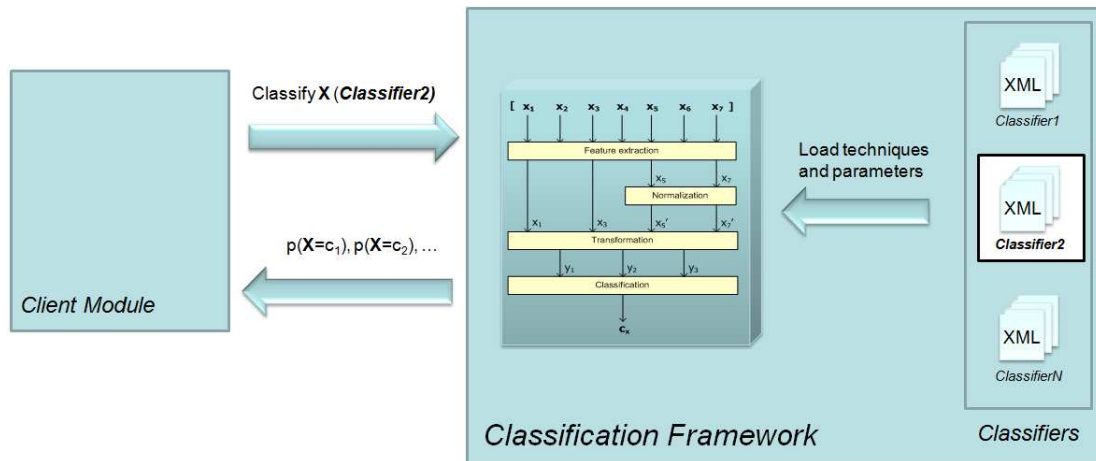 Classify X (Classifier2)
p(X=c₁), p(X=c₂), ...
Client Module
[ x₁ x₂ x₃ x₄ x₅ x₆ x₇ ]
Feature extraction
x₅ x₇
Normalization
x₁ x₃ x₅' x₇'
Transformation
y₁ y₂ y₃
Classification
cₓ
Load techniques
and parameters
XML
Classifier1
XML
Classifier2
XML
ClassifierN
Classification Framework
Classifiers